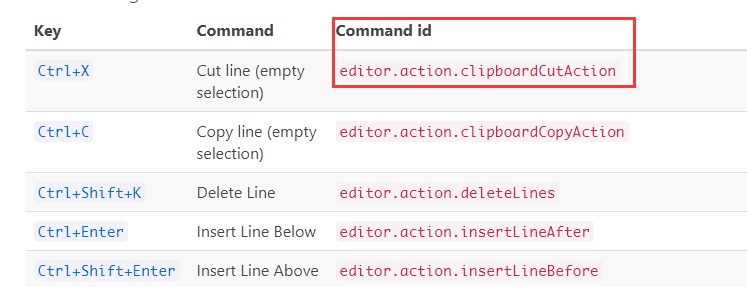 Key Command Command id
Ctrl+X Cut line (empty editor.action.clipboardCutAction
selection)
Ctrl+C Copy line (empty editor.action.clipboardCopyAction
selection)
Ctrl+Shift+K Delete Line editor.action.deleteLines
Ctrl+Enter Insert Line Below editor.action.insertLineAfter
Ctrl+Shift+Enter Insert Line Above editor.action.insertLineBefore